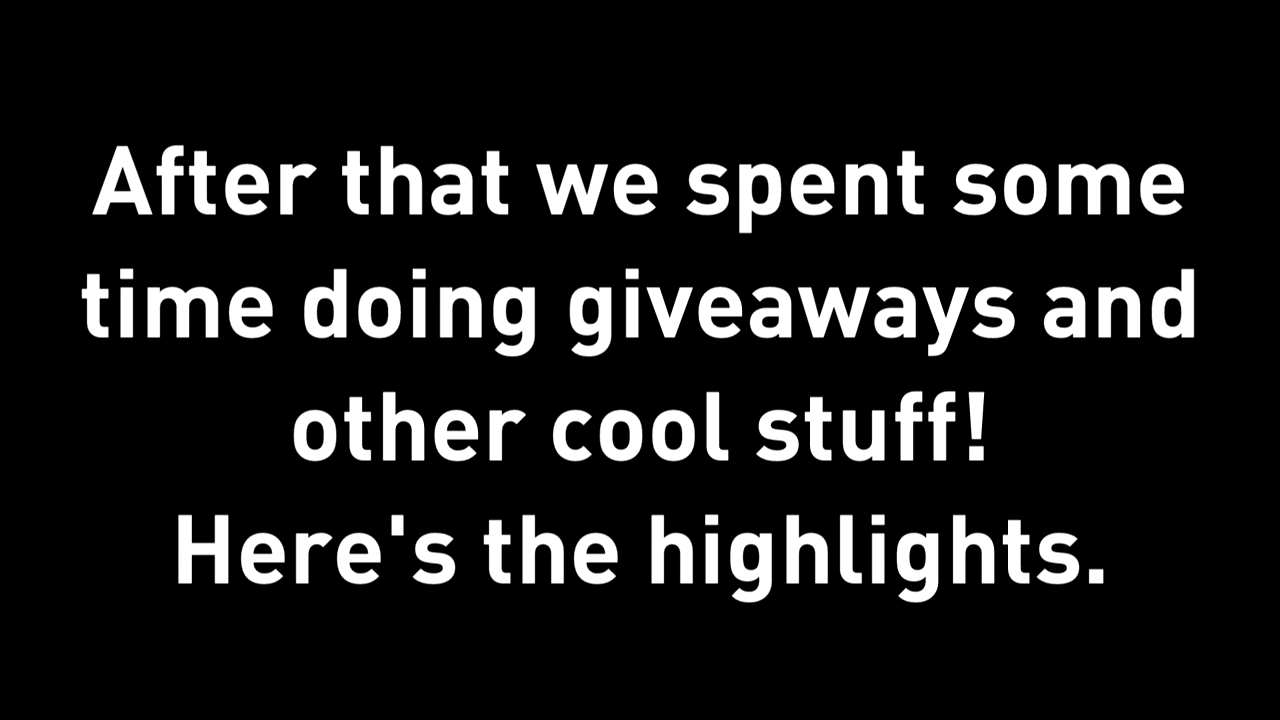 After that we spent some
time doing giveaways and
other cool stuff!
Here's the highlights.